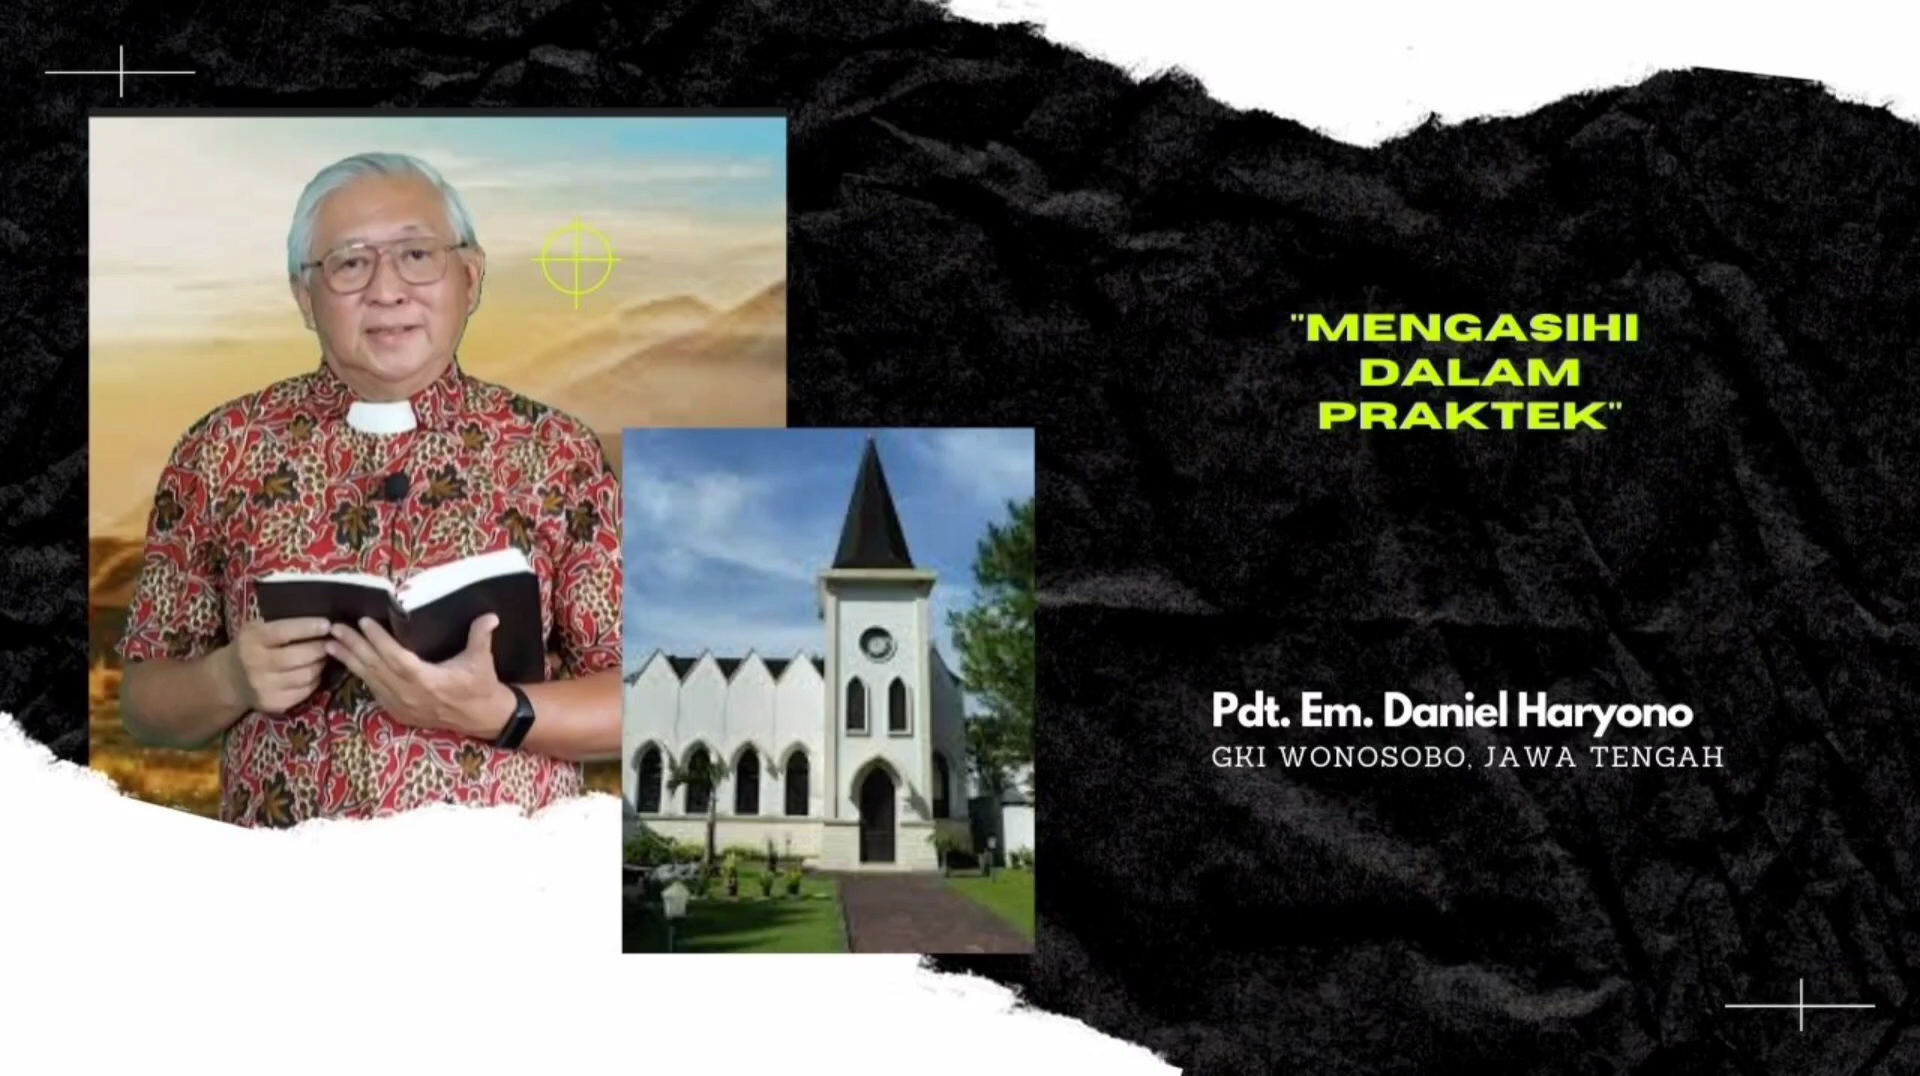 "MENGASIHI
DALAM
PRAKTEK"
Pdt. Em. Daniel Haryono
GKI WONOSOBO, JAWA TENGAH